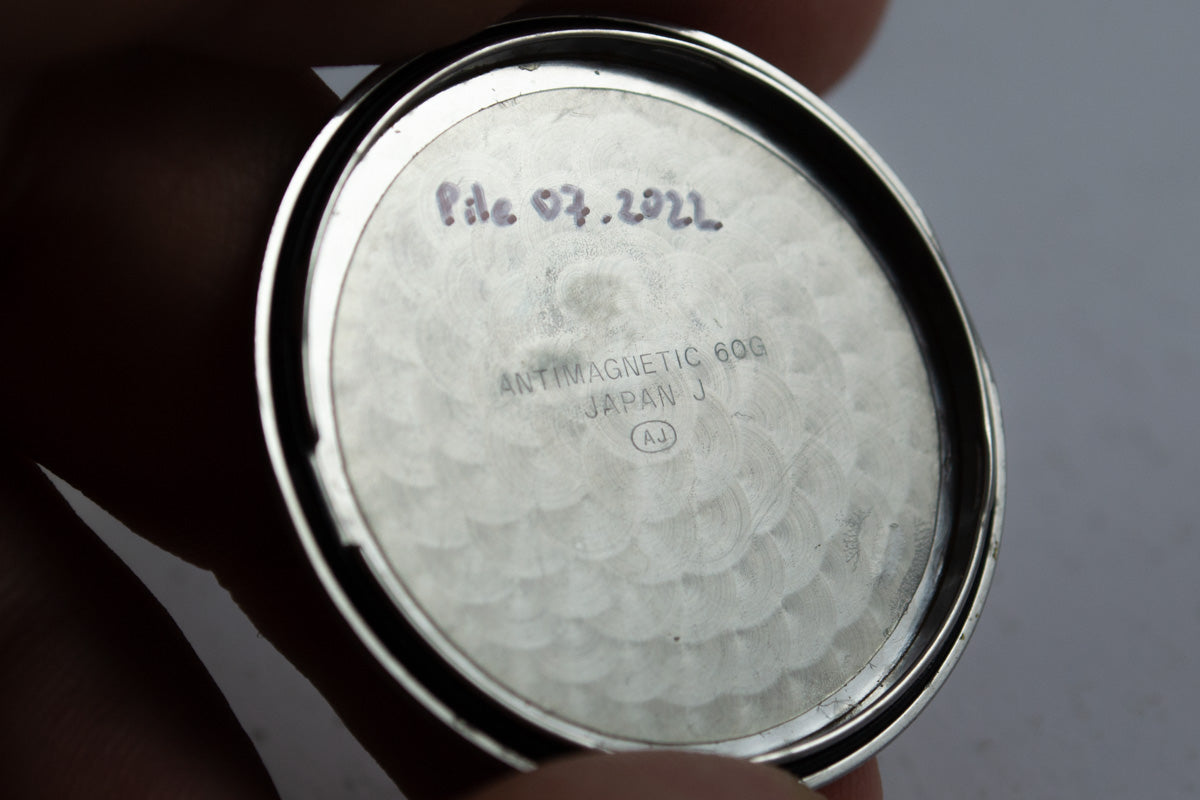 Pile 07.2022
ANTIMAGNETIC 60G
JAPAN J
AJ